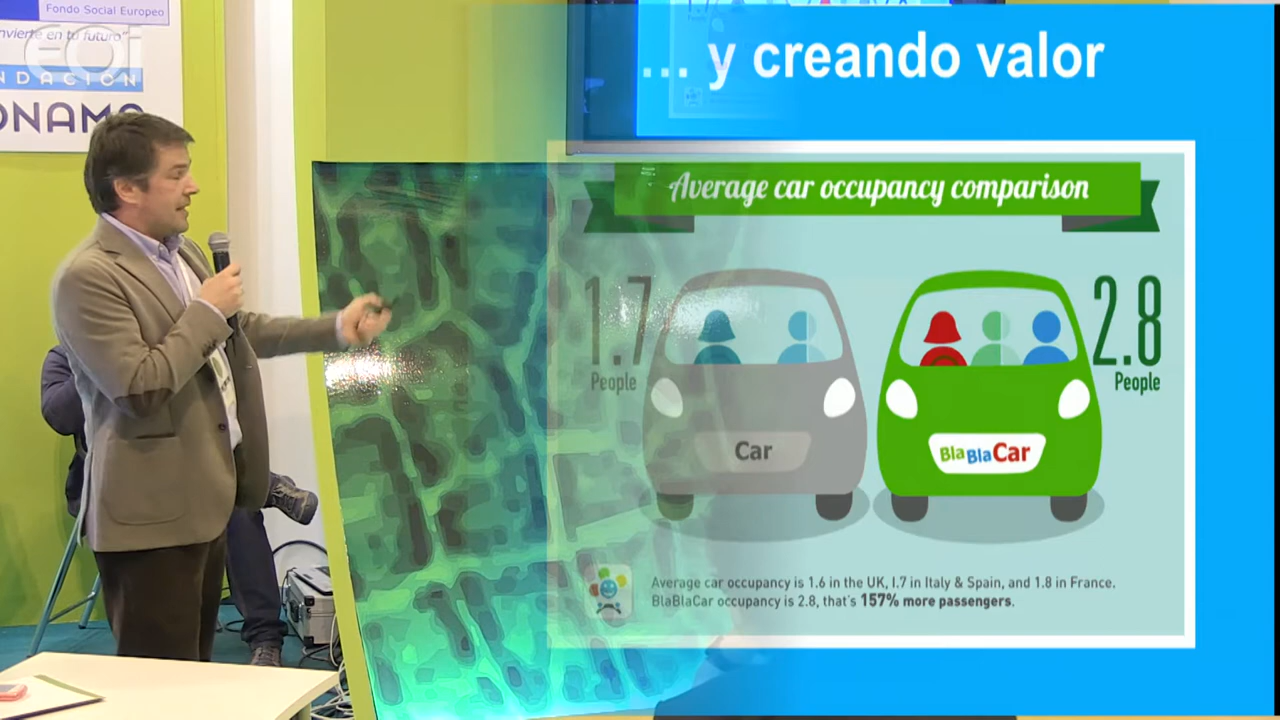 Fondo Social Europeo
nvierte en tu futuro"
EOi
NDACIÓN
ONAMA
... y creando valor
Average car occupancy comparison
1.7
People
2.8
People
Car
BlaBlaCar
Average car occupancy is 1.6 in the UK, 1.7 in Italy & Spain, and 1.8 in France.
BlaBlaCar occupancy is 2.8, that's 157% more passengers.